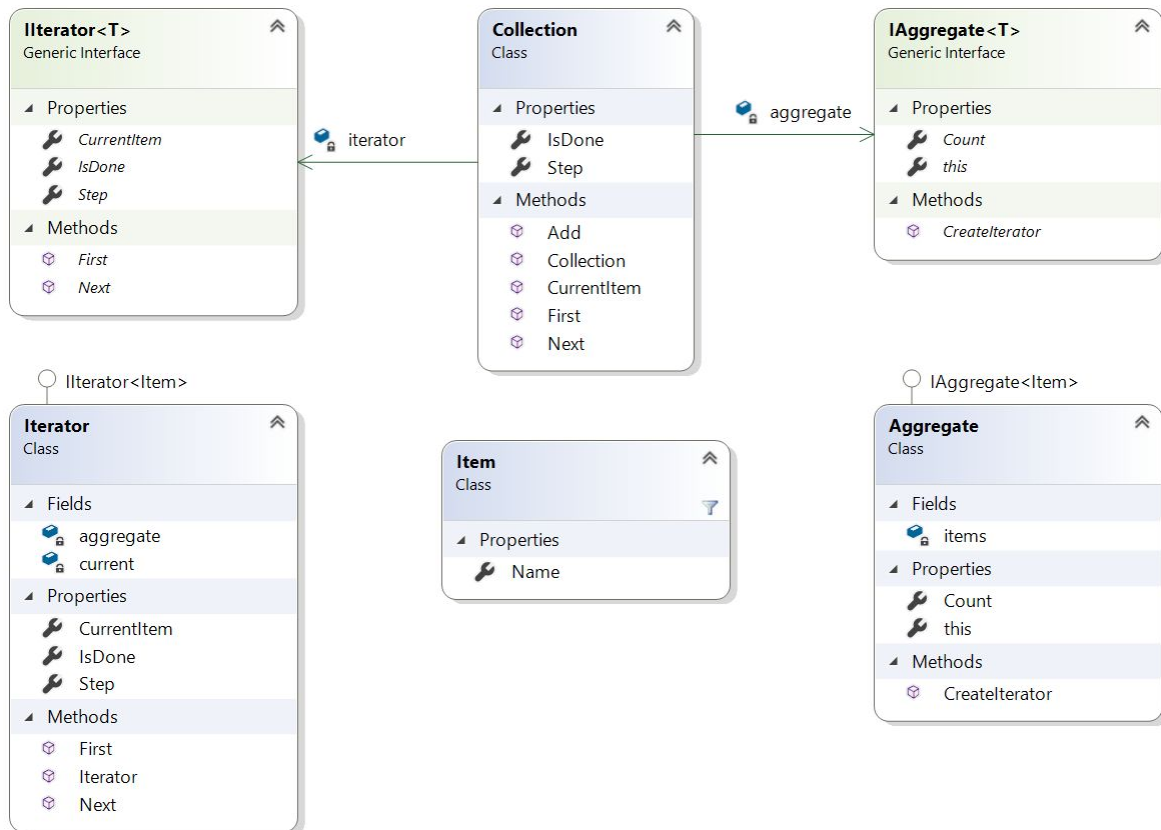 IIterator<T>
Generic Interface
Properties
CurrentItem
IsDone
Step
Methods
First
Next
iterator
Collection
Class
Properties
IsDone
Step
Methods
Add
Collection
CurrentItem
First
Next
aggregate
IAggregate<T>
Generic Interface
Properties
Count
this
Methods
CreateIterator
IIterator<Item>
Iterator
Class
Fields
aggregate
current
Properties
CurrentItem
IsDone
Step
Methods
First
Iterator
Next
Item
Class
Properties
Name
IAggregate<Item>
Aggregate
Class
Fields
items
Properties
Count
this
Methods
CreateIterator